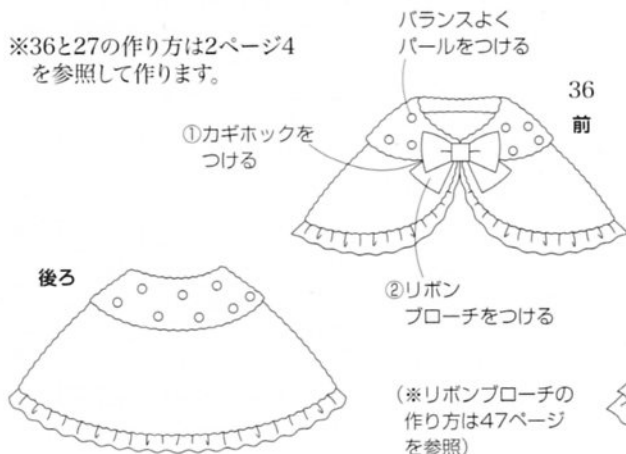 ※36と27の作り方は2ページ4
を参照して作ります。
バランスよく
パールをつける
36
前
①カギホックを
つける
後ろ
②リボン
ブローチをつける
(※リボンブローチの
作り方は47ページ
を参照)